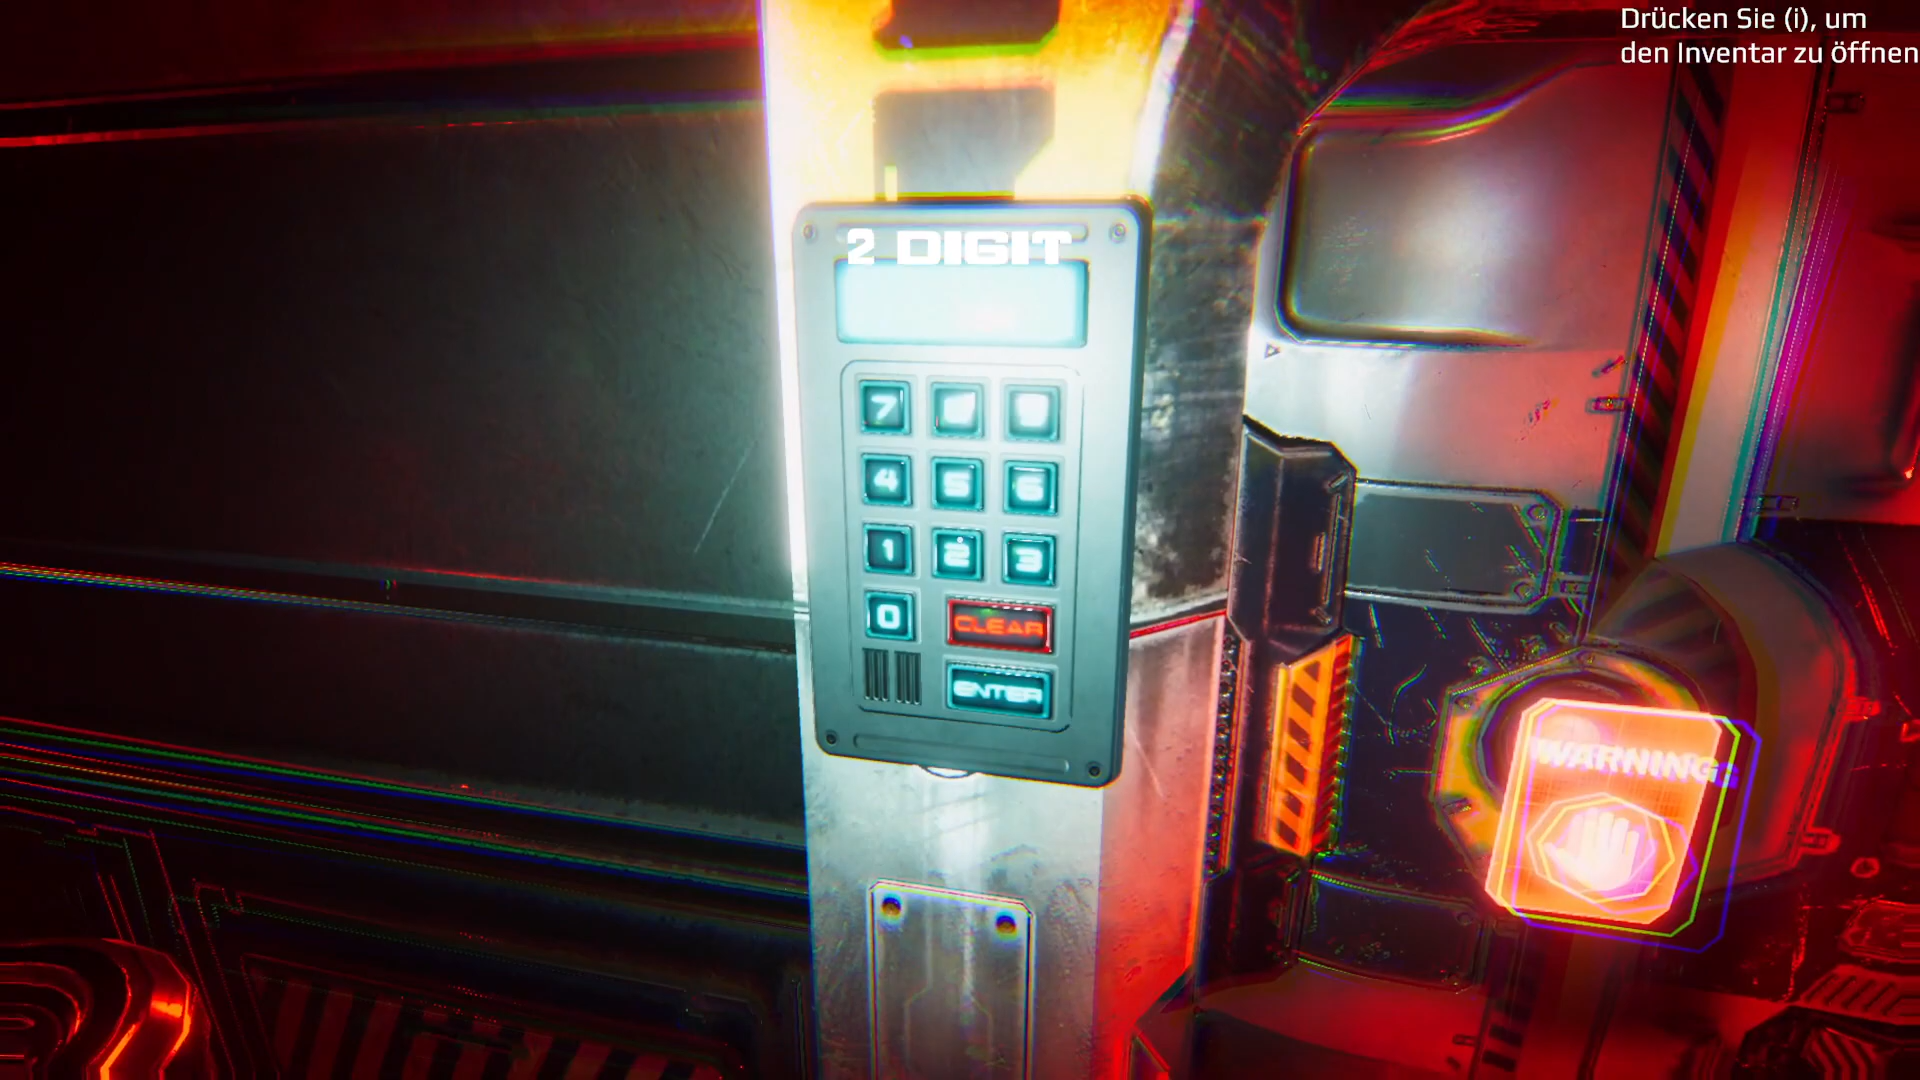 Drücken Sie (i), um
den Inventar zu öffnen
2 DIGIT
7
4 5 6
1 2 3
0 CLEAR
ENTER
WARNING